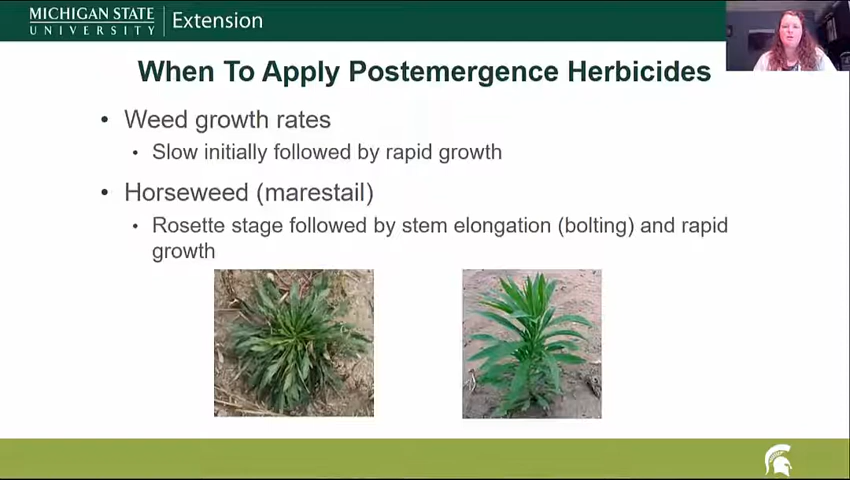 MICHIGAN STATE
UNIVERSITY
Extension
When To Apply Postemergence Herbicides
• Weed growth rates
• Slow initially followed by rapid growth
• Horseweed (marestail)
• Rosette stage followed by stem elongation (bolting) and rapid
growth